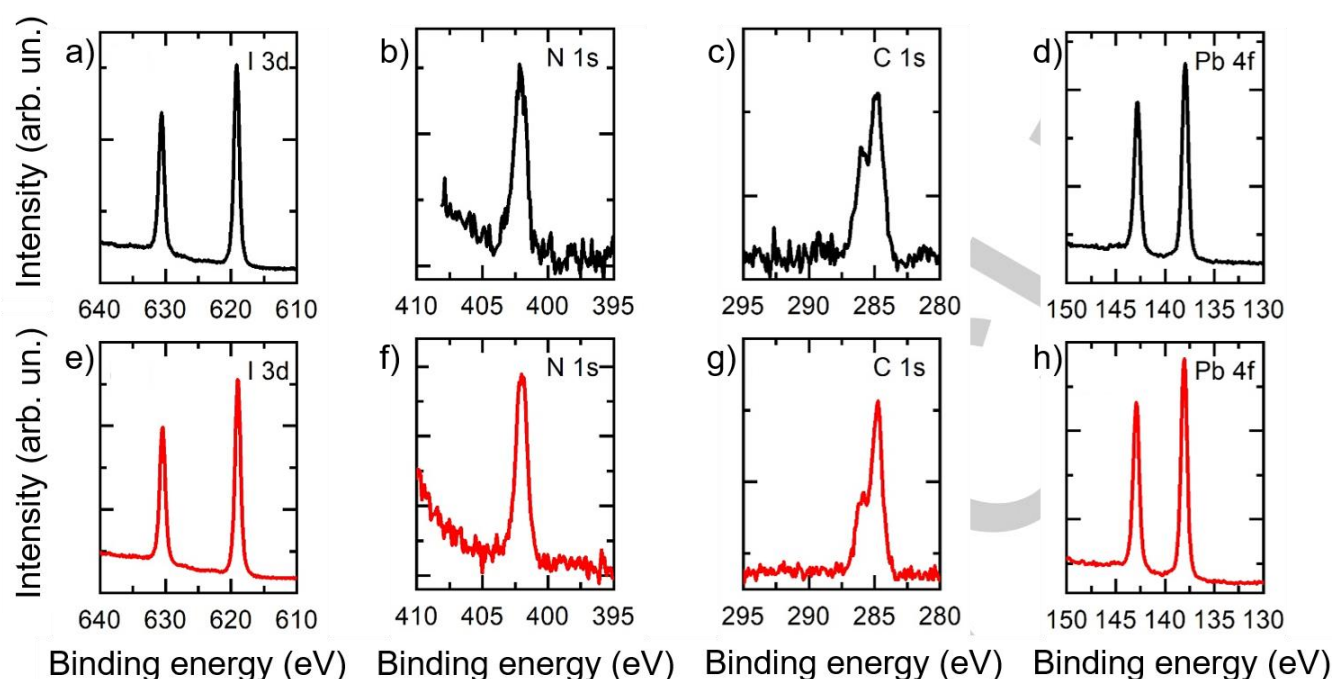 a) I 3d
b) N 1s
c) C 1s
d) Pb 4f
Intensity (arb. un.)
640 630 620 610
410 405 400 395
295 290 285 280
150 145 140 135 130
e) I 3d
f) N 1s
g) C 1s
h) Pb 4f
Intensity (arb. un.)
640 630 620 610
410 405 400 395
295 290 285 280
150 145 140 135 130
Binding energy (eV) Binding energy (eV) Binding energy (eV) Binding energy (eV)